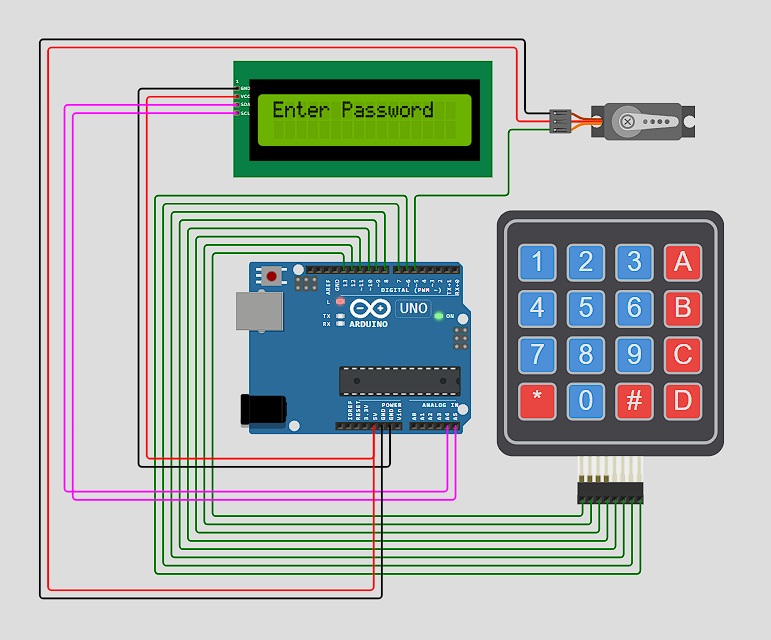 1
GND
VCC
SDA
SCL
Enter Password
1 2 3 A
4 5 6 B
7 8 9 C
* 0 # D
AREF
GND
13
12
11
~10
~9
8
7
~6
~5
4
~3
2
TX→1
RX←0
DIGITAL (PWM ~)
L
TX
RX
UNO
ON
ARDUINO
POWER
ANALOG IN
IOREF
RESET
3.3V
5V
GND
GND
Vin
A0
A1
A2
A3
A4
A5